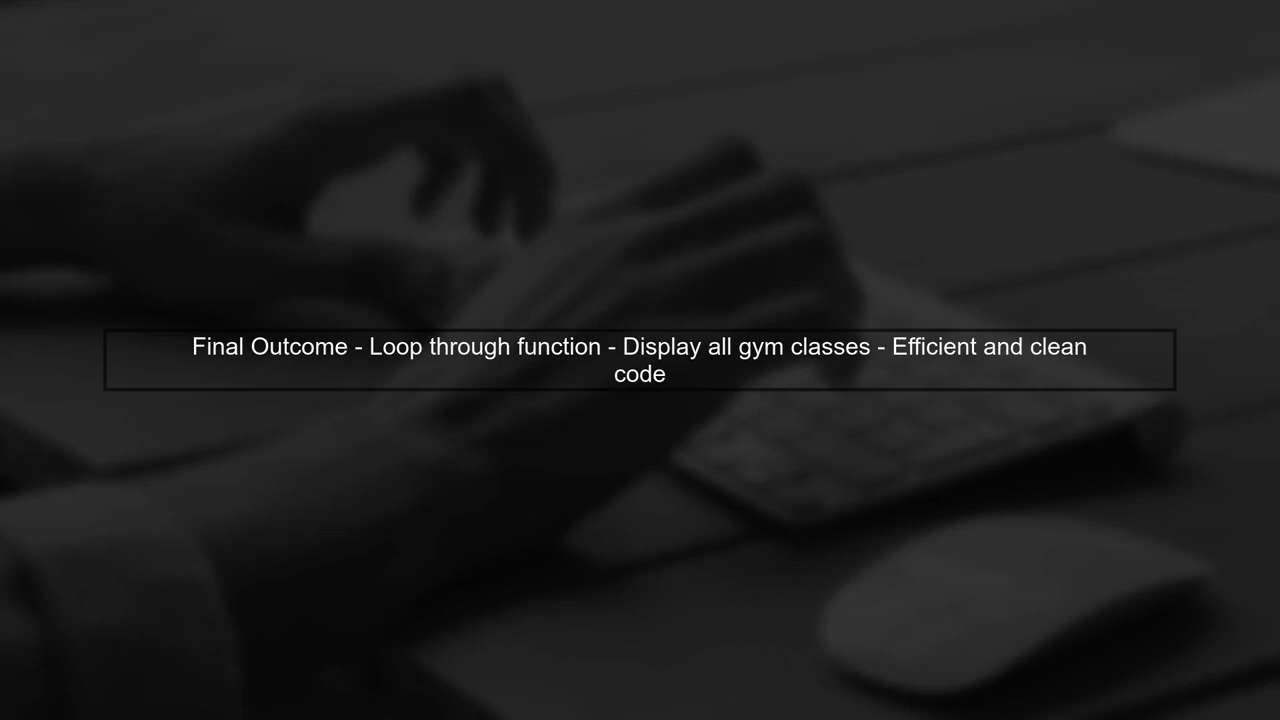 Final Outcome - Loop through function - Display all gym classes - Efficient and clean
code